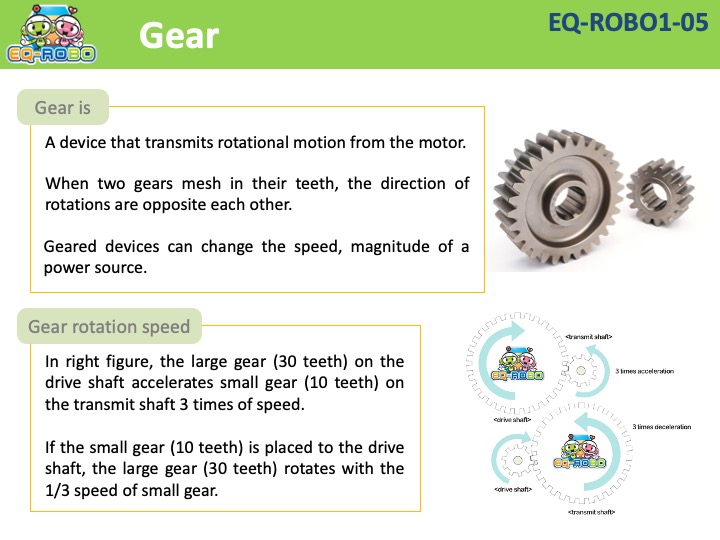 EQ-ROBO
Gear
EQ-ROBO1-05
Gear is
A device that transmits rotational motion from the motor.
When two gears mesh in their teeth, the direction of
rotations are opposite each other.
Geared devices can change the speed, magnitude of a
power source.
Gear rotation speed
In right figure, the large gear (30 teeth) on the
drive shaft accelerates small gear (10 teeth) on
the transmit shaft 3 times of speed.
If the small gear (10 teeth) is placed to the drive
shaft, the large gear (30 teeth) rotates with the
1/3 speed of small gear.
<transmit shaft>
EQ-ROBO
3 times acceleration
<drive shaft>
3 times deceleration
EQ-ROBO
<drive shaft>
<transmit shaft>